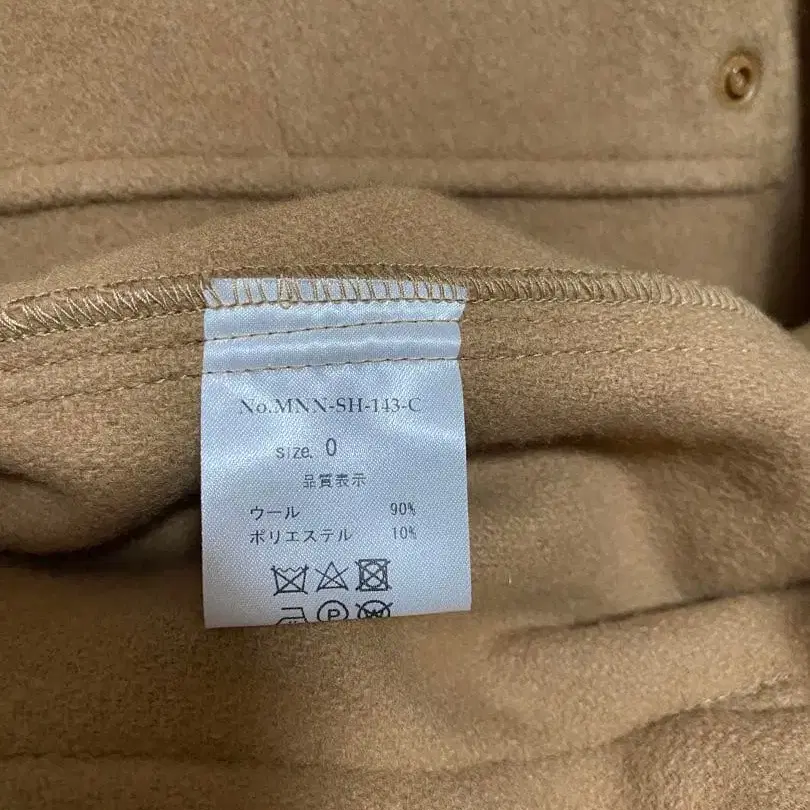 No.MNN-SH-143-C
size. 0
品質表示
ウール 90%
ポリエステル 10%
P